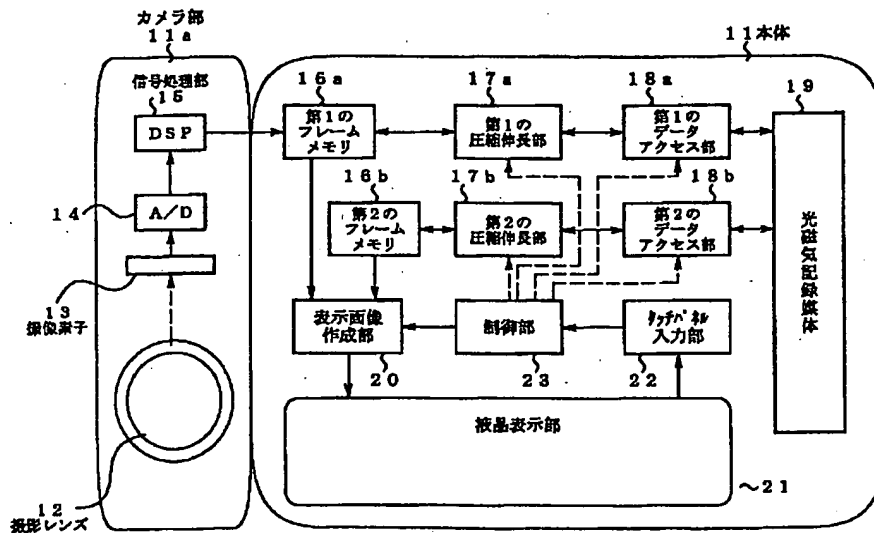 カメラ部
11a
信号処理部
15
DSP
14
A/D
13
撮像素子
12
撮影レンズ
11本体
16a
第1の
フレーム
メモリ
17a
第1の
圧縮伸長部
18a
第1の
データ
アクセス部
19
光磁気記録媒体
16b
第2の
フレーム
メモリ
17b
第2の
圧縮伸長部
18b
第2の
データ
アクセス部
表示画像
作成部
20
制御部
23
タッチパネル
入力部
22
液晶表示部
~21